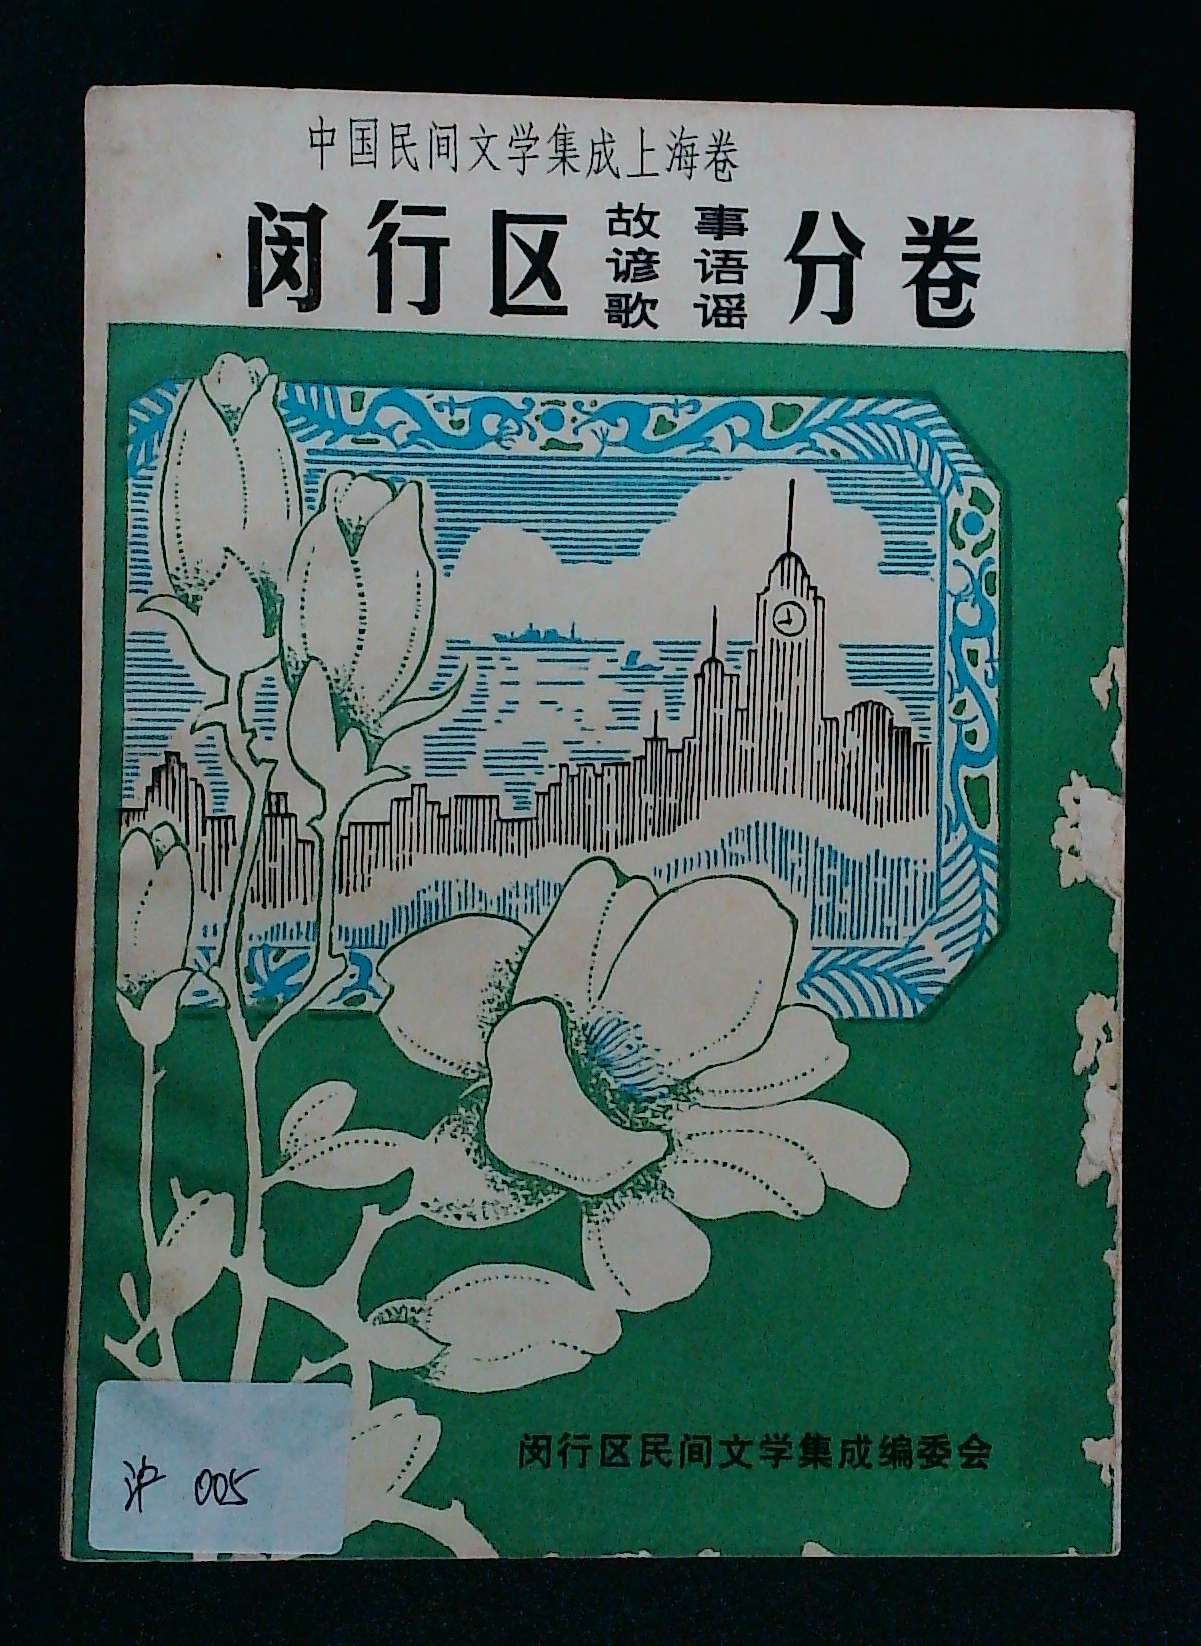 中国民间文学集成上海卷
闵行区 故事 谚语 歌谣 分卷
闵行区民间文学集成编委会
沪 005